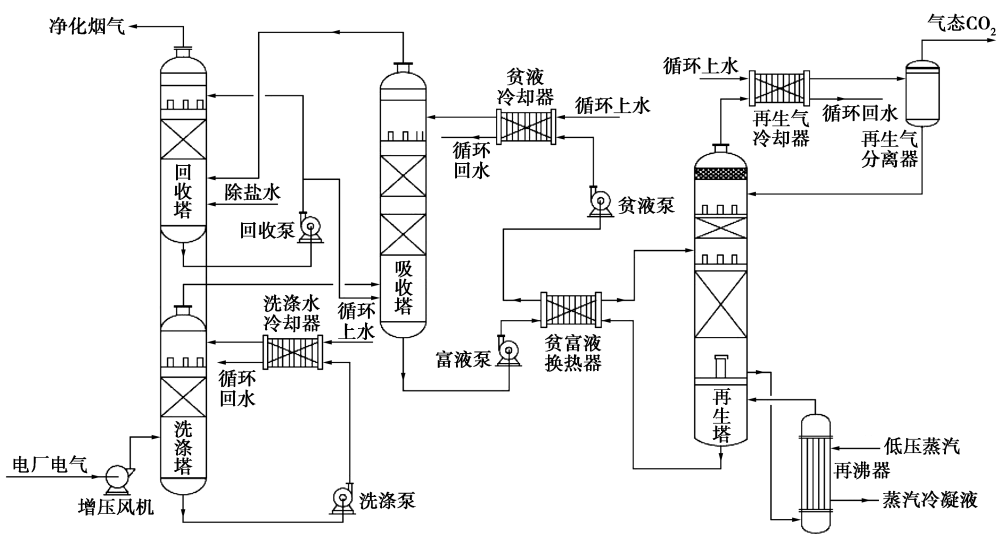 净化烟气
气态CO₂
循环上水
贫液
冷却器
循环上水
循环回水
再生气
冷却器
再生气
分离器
循环
回水
回收塔
除盐水
贫液泵
回收泵
吸收塔
洗涤水
冷却器
循环
上水
富液泵
贫富液
换热器
循环
回水
再生塔
洗涤塔
电厂电气
低压蒸汽
再沸器
增压风机
洗涤泵
蒸汽冷凝液